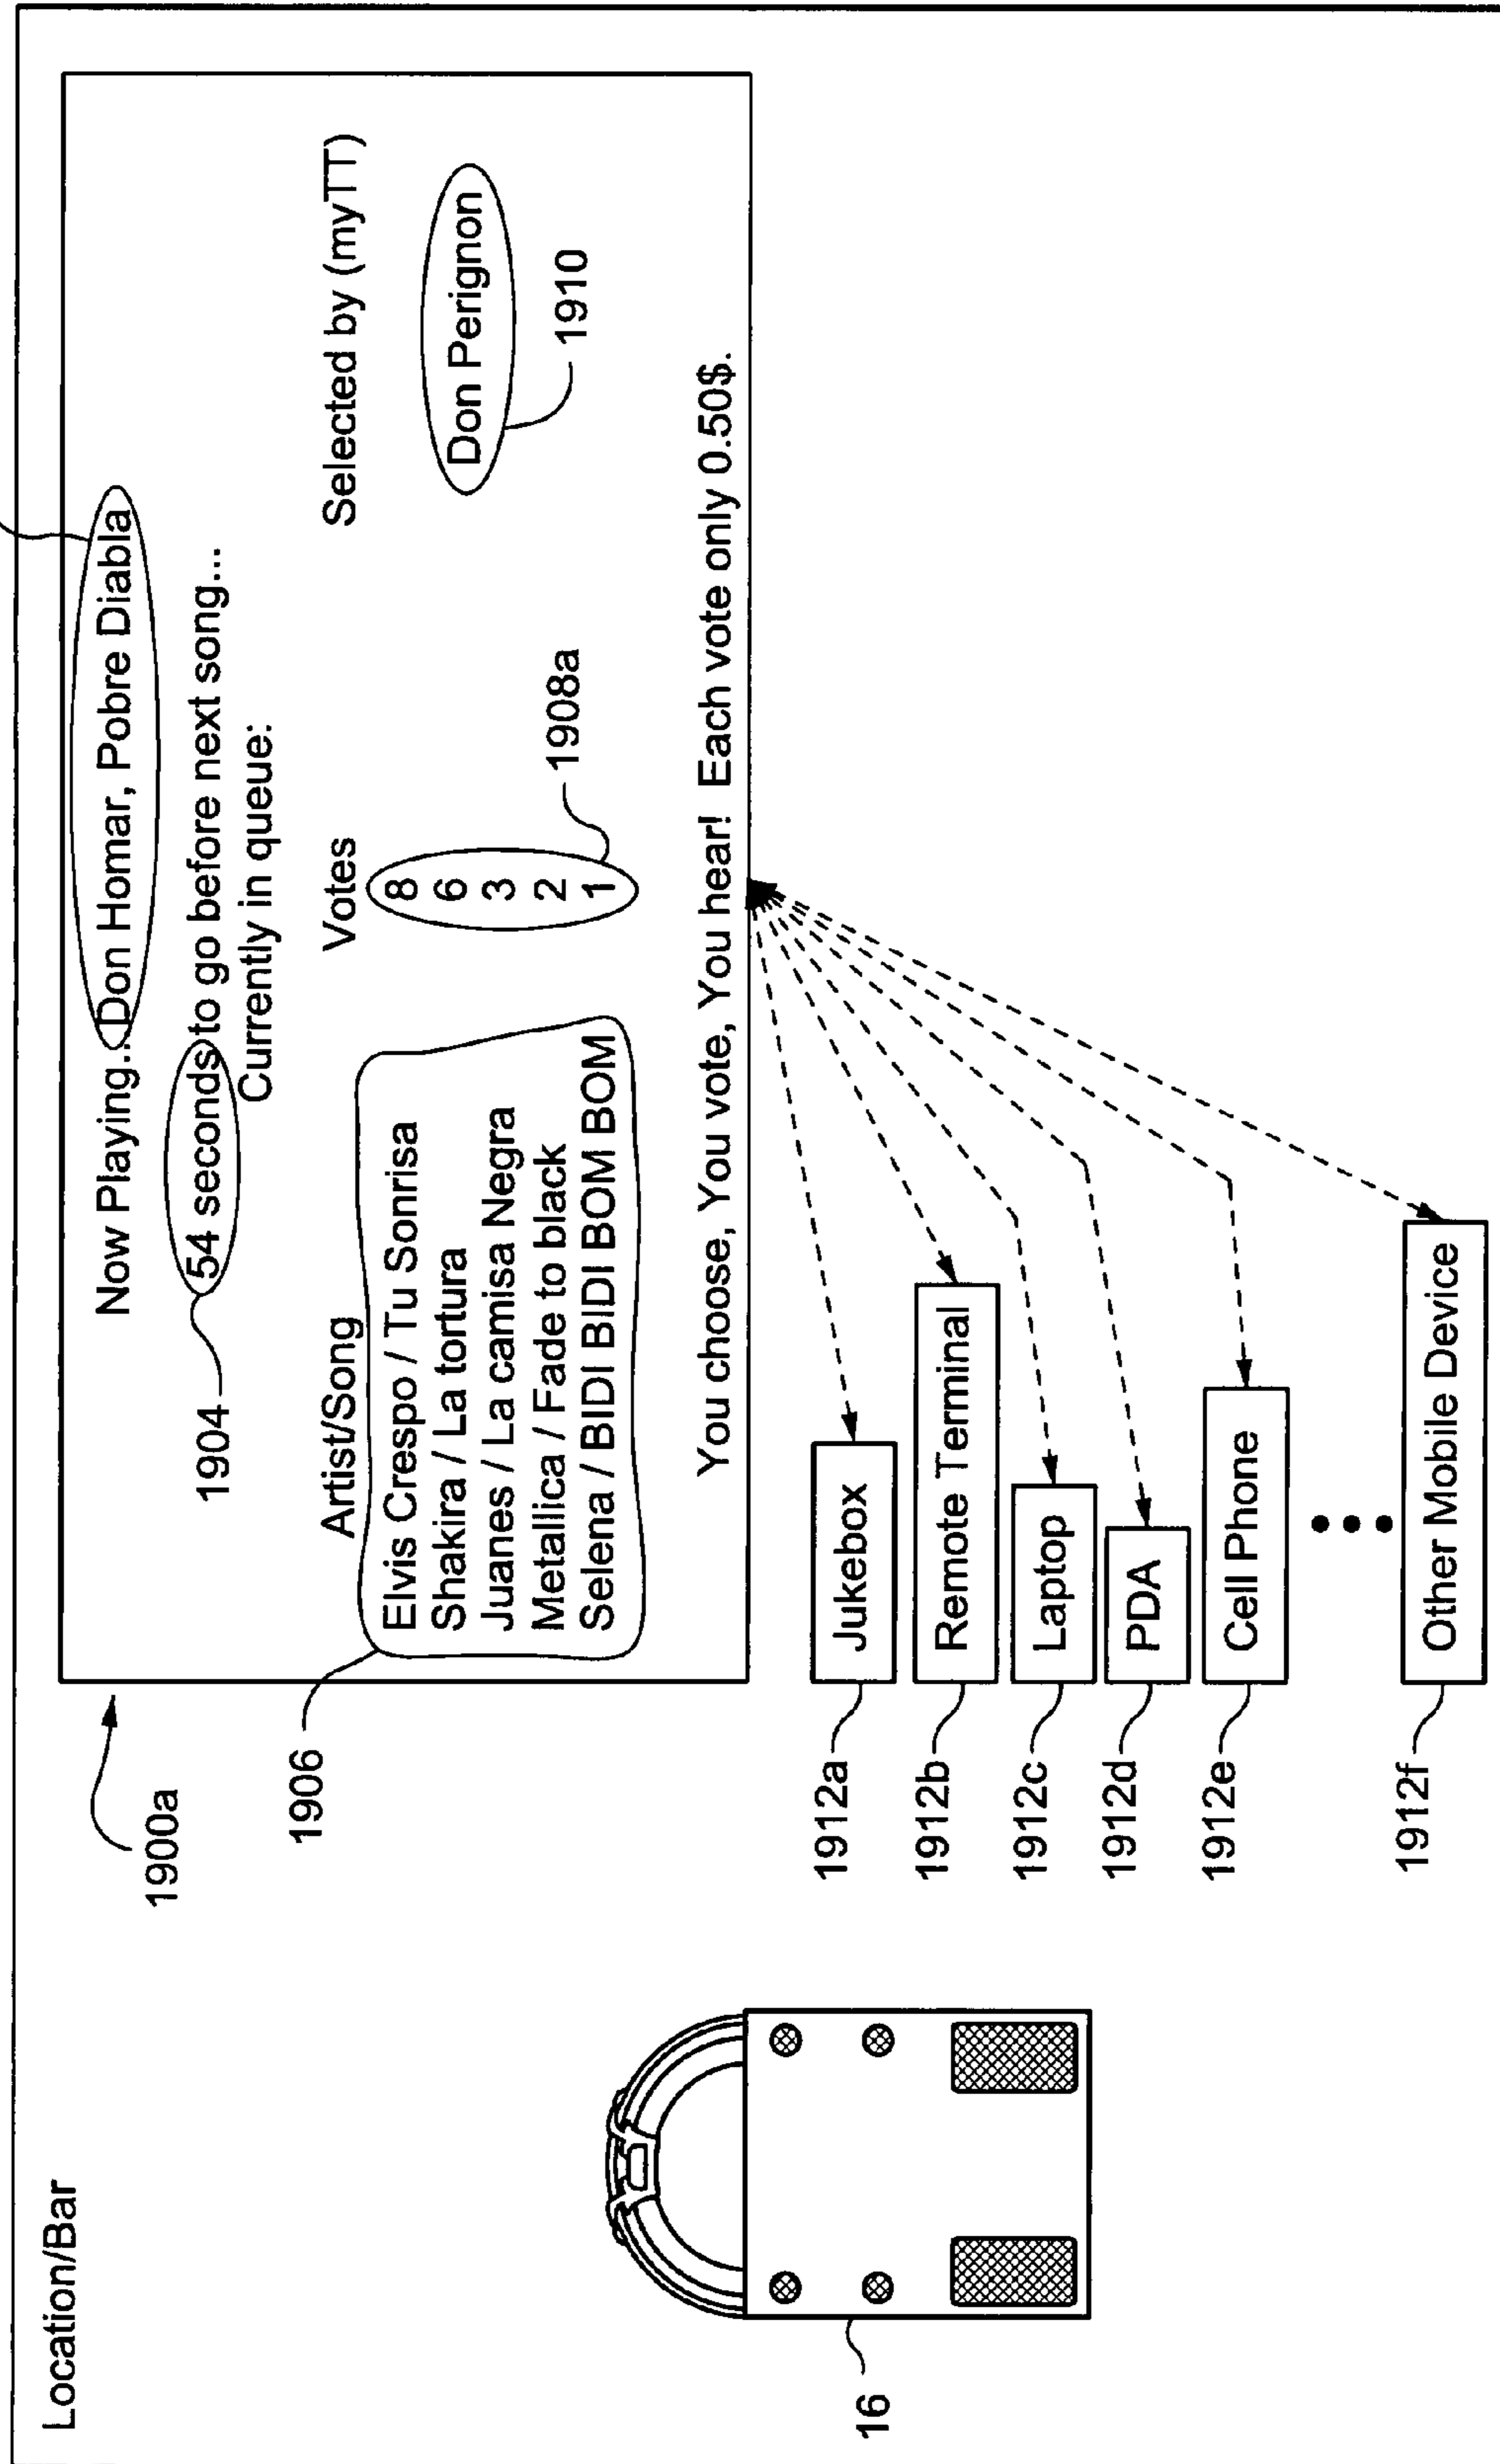 Location/Bar
1900a
Now Playing...Don Homar, Pobre Diabla
54 seconds to go before next song...
1904
Currently in queue:
1906
Artist/Song
Votes
Selected by (myTT)
Elvis Crespo / Tu Sonrisa
8
Shakira / La tortura
6
Don Perignon
Juanes / La camisa Negra
3
Metallica / Fade to black
2
Selena / BIDI BIDI BOM BOM
1
1908a
1910
You choose, You vote, You hear! Each vote only 0.50$.
16
1912a
Jukebox
1912b
Remote Terminal
1912c
Laptop
1912d
PDA
1912e
Cell Phone
1912f
Other Mobile Device